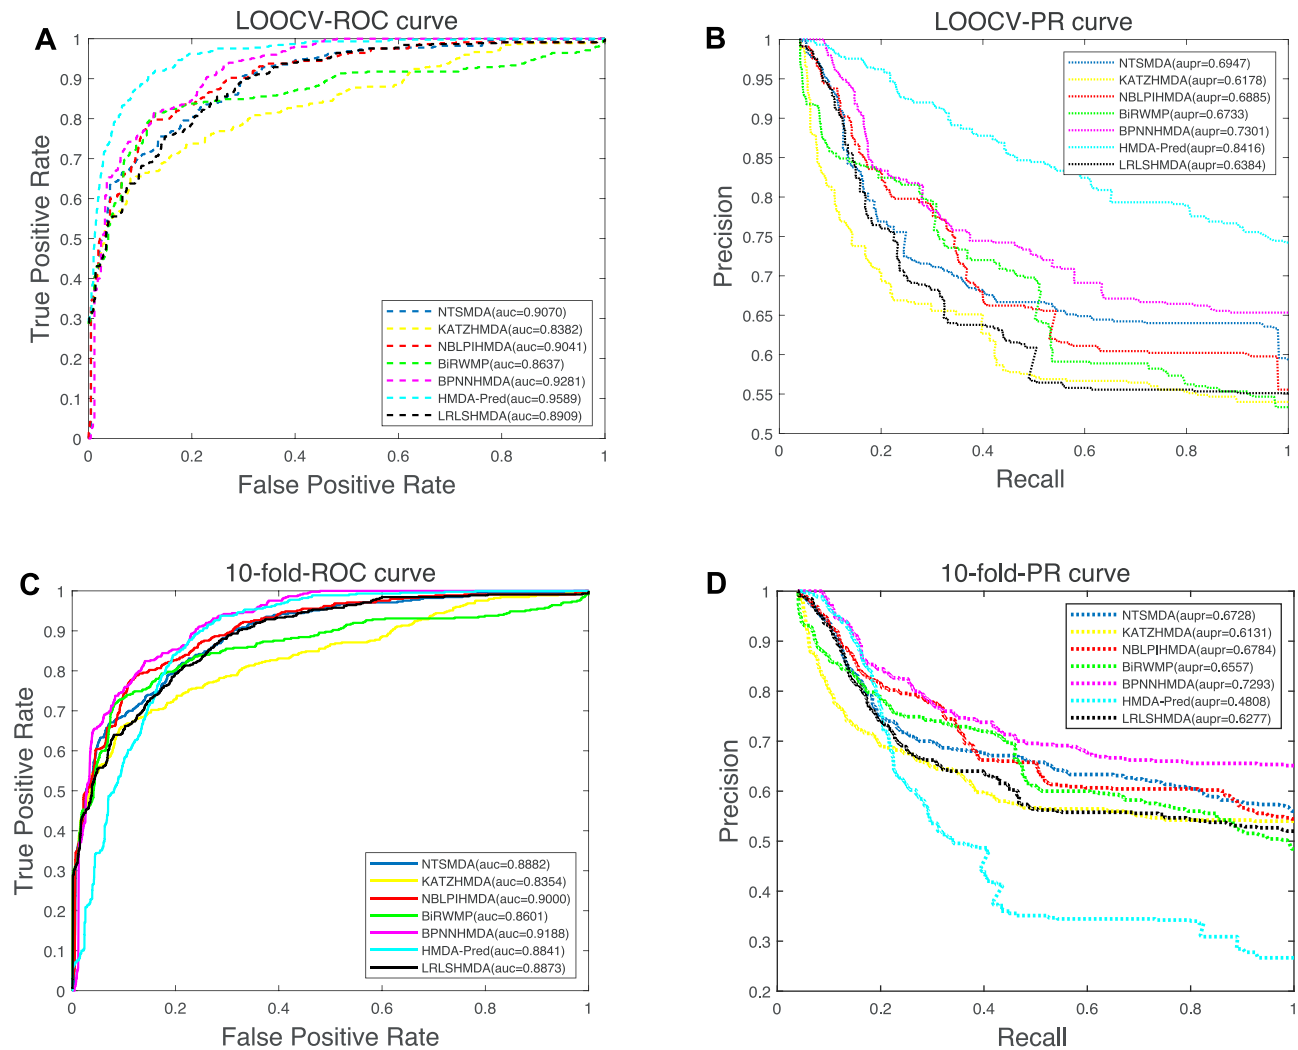 A
LOOCV-ROC curve
1
0.9
0.8
0.7
0.6
0.5
0.4
0.3
0.2
0.1
0
True Positive Rate
NTSMDA(auc=0.9070)
KATZHMDA(auc=0.8382)
NBLPIHMDA(auc=0.9041)
BiRWMP(auc=0.8637)
BPNNHMDA(auc=0.9281)
HMDA-Pred(auc=0.9589)
LRLSHMDA(auc=0.8909)
0 0.2 0.4 0.6 0.8 1
False Positive Rate
B
LOOCV-PR curve
1
0.95
0.9
0.85
0.8
0.75
0.7
0.65
0.6
0.55
0.5
Precision
NTSMDA(aupr=0.6947)
KATZHMDA(aupr=0.6178)
NBLPIHMDA(aupr=0.6885)
BiRWMP(aupr=0.6733)
BPNNHMDA(aupr=0.7301)
HMDA-Pred(aupr=0.8416)
LRLSHMDA(aupr=0.6384)
0 0.2 0.4 0.6 0.8 1
Recall
C
10-fold-ROC curve
1
0.9
0.8
0.7
0.6
0.5
0.4
0.3
0.2
0.1
0
True Positive Rate
NTSMDA(auc=0.8882)
KATZHMDA(auc=0.8354)
NBLPIHMDA(auc=0.9000)
BiRWMP(auc=0.8601)
BPNNHMDA(auc=0.9188)
HMDA-Pred(auc=0.8841)
LRLSHMDA(auc=0.8873)
0 0.2 0.4 0.6 0.8 1
False Positive Rate
D
10-fold-PR curve
1
0.9
0.8
0.7
0.6
0.5
0.4
0.3
0.2
Precision
NTSMDA(aupr=0.6728)
KATZHMDA(aupr=0.6131)
NBLPIHMDA(aupr=0.6784)
BiRWMP(aupr=0.6557)
BPNNHMDA(aupr=0.7293)
HMDA-Pred(aupr=0.4808)
LRLSHMDA(aupr=0.6277)
0 0.2 0.4 0.6 0.8 1
Recall